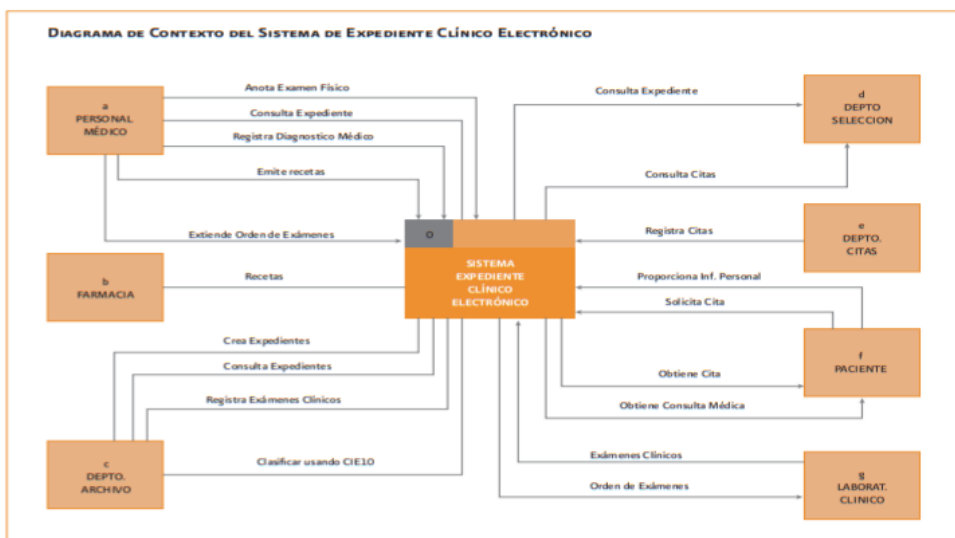 DIAGRAMA DE CONTEXTO DEL SISTEMA DE EXPEDIENTE CLÍNICO ELECTRÓNICO
a
PERSONAL
MÉDICO
Anota Examen Físico
Consulta Expediente
Registra Diagnostico Médico
Emite recetas
Extiende Orden de Exámenes
b
FARMACIA
Recetas
Crea Expedientes
Consulta Expedientes
Registra Exámenes Clínicos
Clasificar usando CIE10
c
DEPTO.
ARCHIVO
O
SISTEMA
EXPEDIENTE
CLÍNICO
ELECTRÓNICO
Consulta Expediente
Consulta Citas
d
DEPTO
SELECCION
Registra Citas
e
DEPTO.
CITAS
Proporciona Inf. Personal
Solicita Cita
Obtiene Cita
Obtiene Consulta Médica
f
PACIENTE
Exámenes Clínicos
Orden de Exámenes
g
LABORAT.
CLINICO